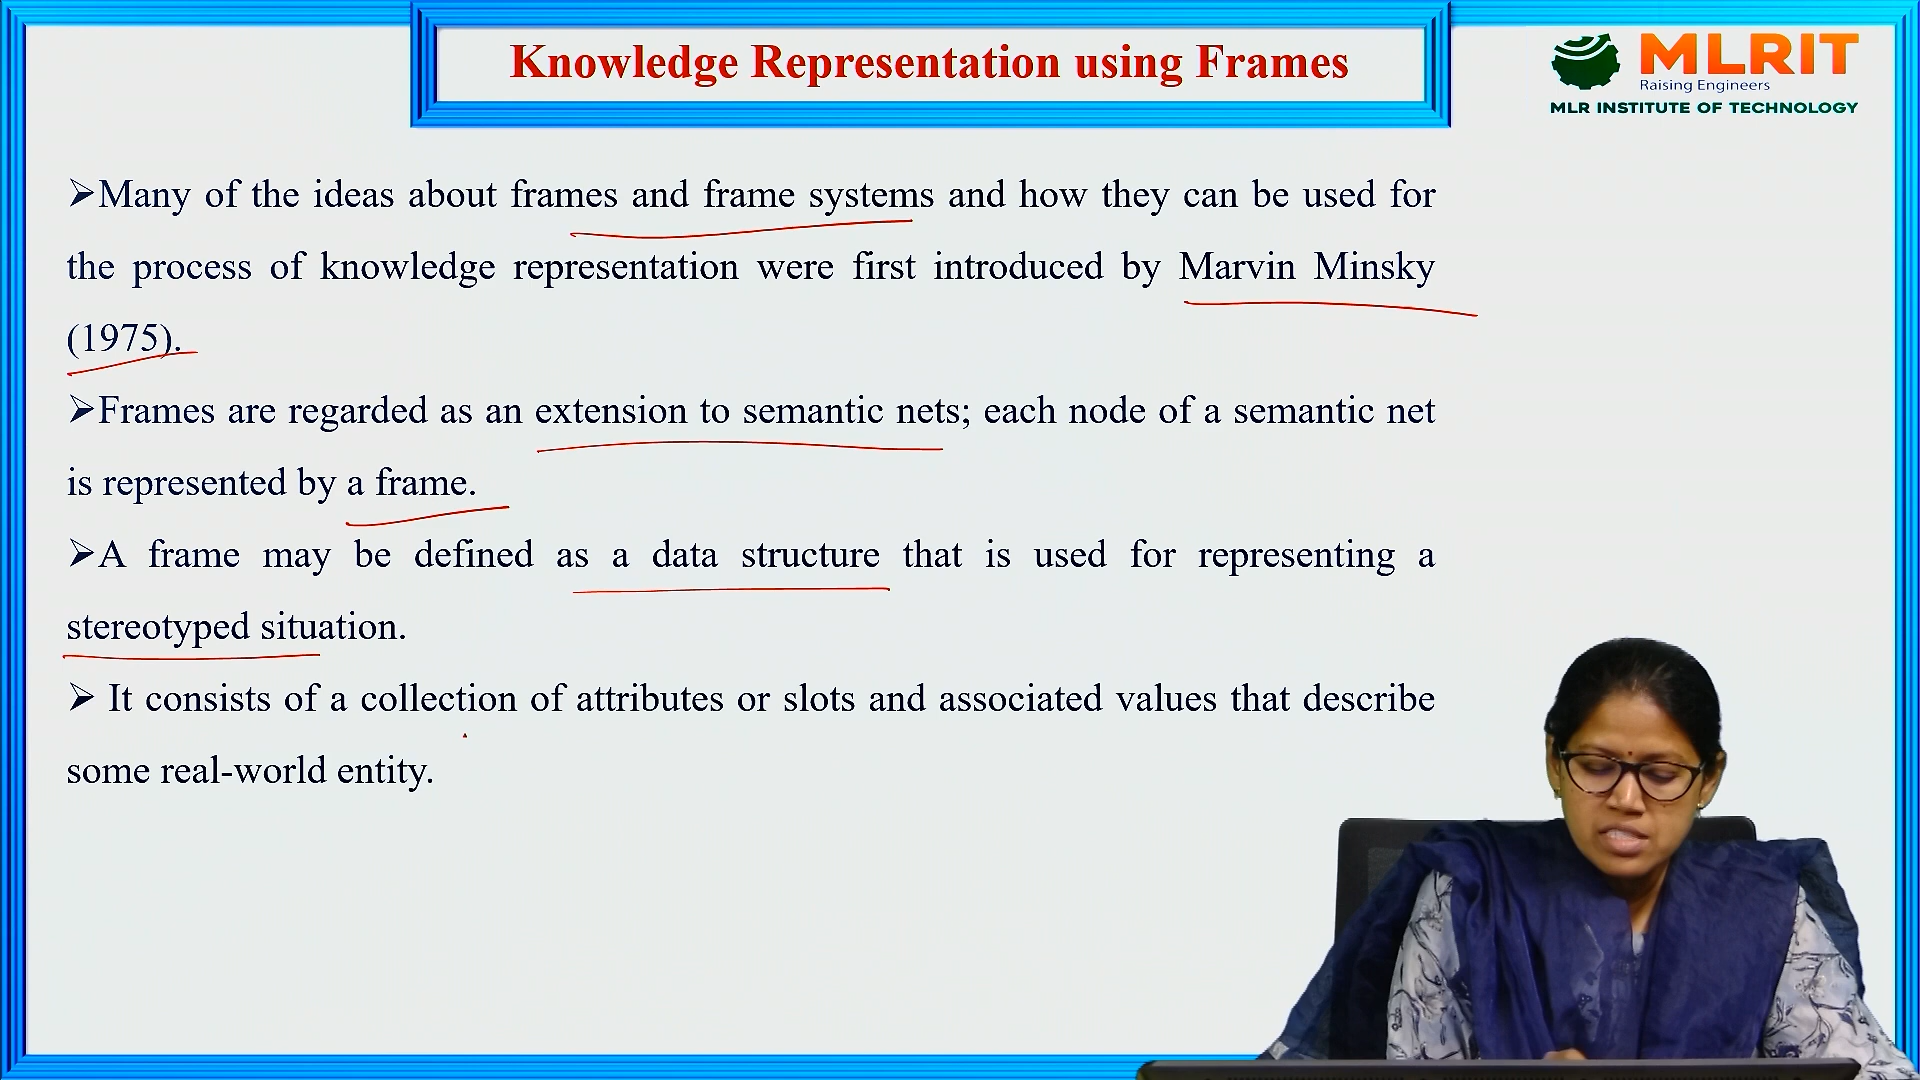 Knowledge Representation using Frames
MLRIT
Raising Engineers
MLR INSTITUTE OF TECHNOLOGY
➢Many of the ideas about frames and frame systems and how they can be used for
the process of knowledge representation were first introduced by Marvin Minsky
(1975).
➢Frames are regarded as an extension to semantic nets; each node of a semantic net
is represented by a frame.
➢A frame may be defined as a data structure that is used for representing a
stereotyped situation.
➢ It consists of a collection of attributes or slots and associated values that describe
some real-world entity.